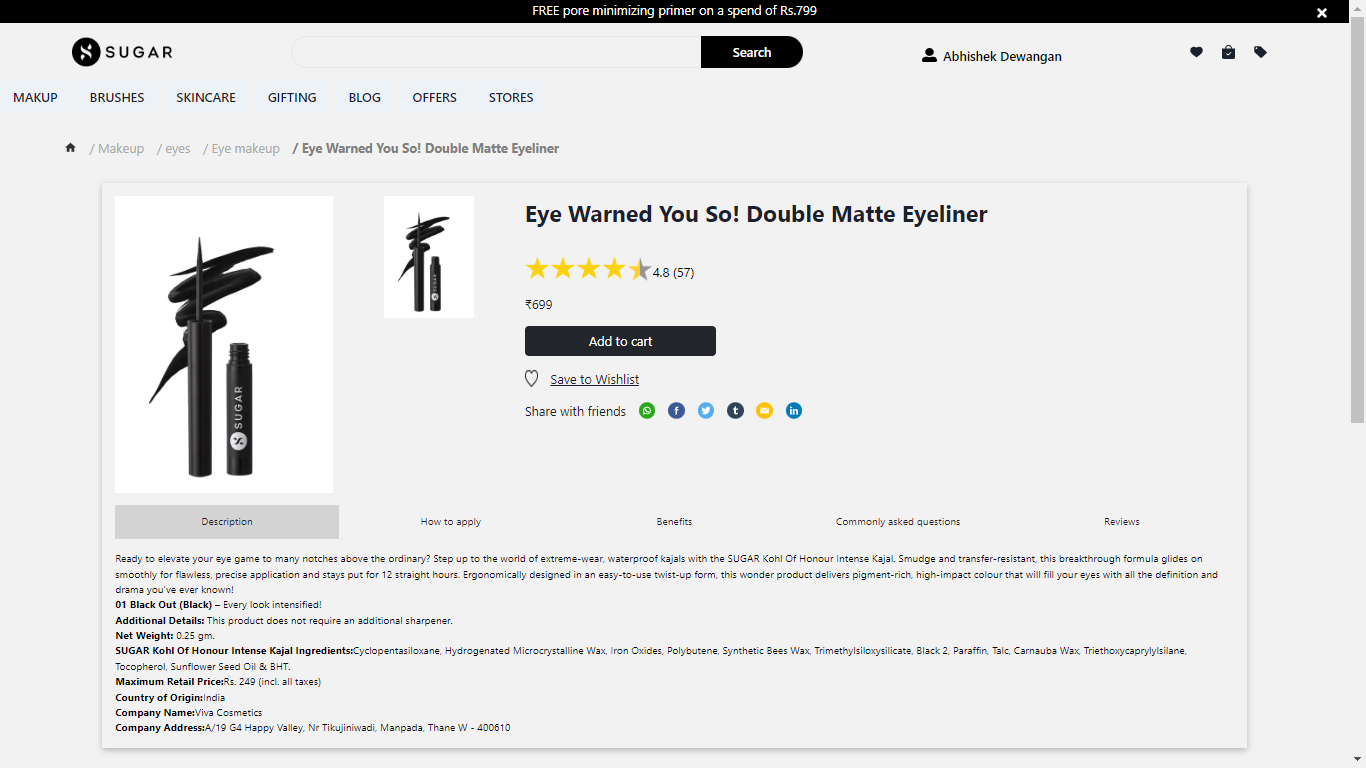 FREE pore minimizing primer on a spend of Rs.799
SUGAR
Search
Abhishek Dewangan
MAKUP BRUSHES SKINCARE GIFTING BLOG OFFERS STORES
/ Makeup / eyes / Eye makeup / Eye Warned You So! Double Matte Eyeliner
Eye Warned You So! Double Matte Eyeliner
4.8 (57)
₹699
Add to cart
Save to Wishlist
Share with friends
SUGAR
Description How to apply Benefits Commonly asked questions Reviews
Ready to elevate your eye game to many notches above the ordinary? Step up to the world of extreme-wear, waterproof kajals with the SUGAR Kohl Of Honour Intense Kajal. Smudge and transfer-resistant, this breakthrough formula glides on
smoothly for flawless, precise application and stays put for 12 straight hours. Ergonomically designed in an easy-to-use twist-up form, this wonder product delivers pigment-rich, high-impact colour that will fill your eyes with all the definition and
drama you've ever known!
01 Black Out (Black) – Every look intensified!
Additional Details: This product does not require an additional sharpener.
Net Weight: 0.25 gm.
SUGAR Kohl Of Honour Intense Kajal Ingredients:Cyclopentasiloxane, Hydrogenated Microcrystalline Wax, Iron Oxides, Polybutene, Synthetic Bees Wax, Trimethylsiloxysilicate, Black 2, Paraffin, Talc, Carnauba Wax, Triethoxycaprylylsilane,
Tocopherol, Sunflower Seed Oil & BHT.
Maximum Retail Price:Rs. 249 (incl. all taxes)
Country of Origin:India
Company Name:Viva Cosmetics
Company Address:A/19 G4 Happy Valley, Nr Tikujiniwadi, Manpada, Thane W - 400610